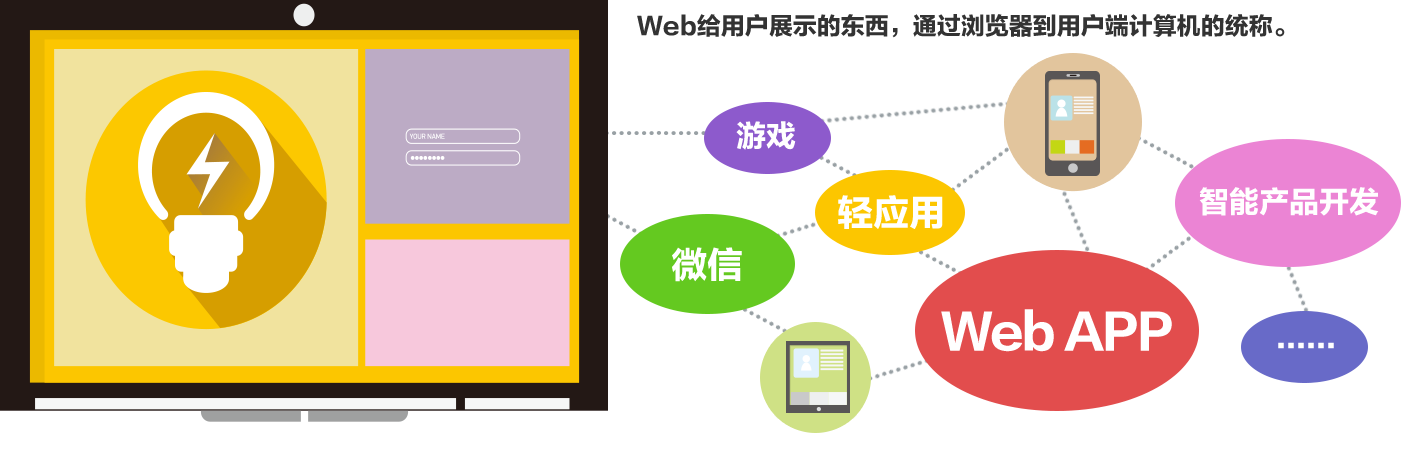 Web给用户展示的东西，通过浏览器到用户端计算机的统称。
YOUR NAME
游戏
轻应用
智能产品开发
微信
Web APP
······